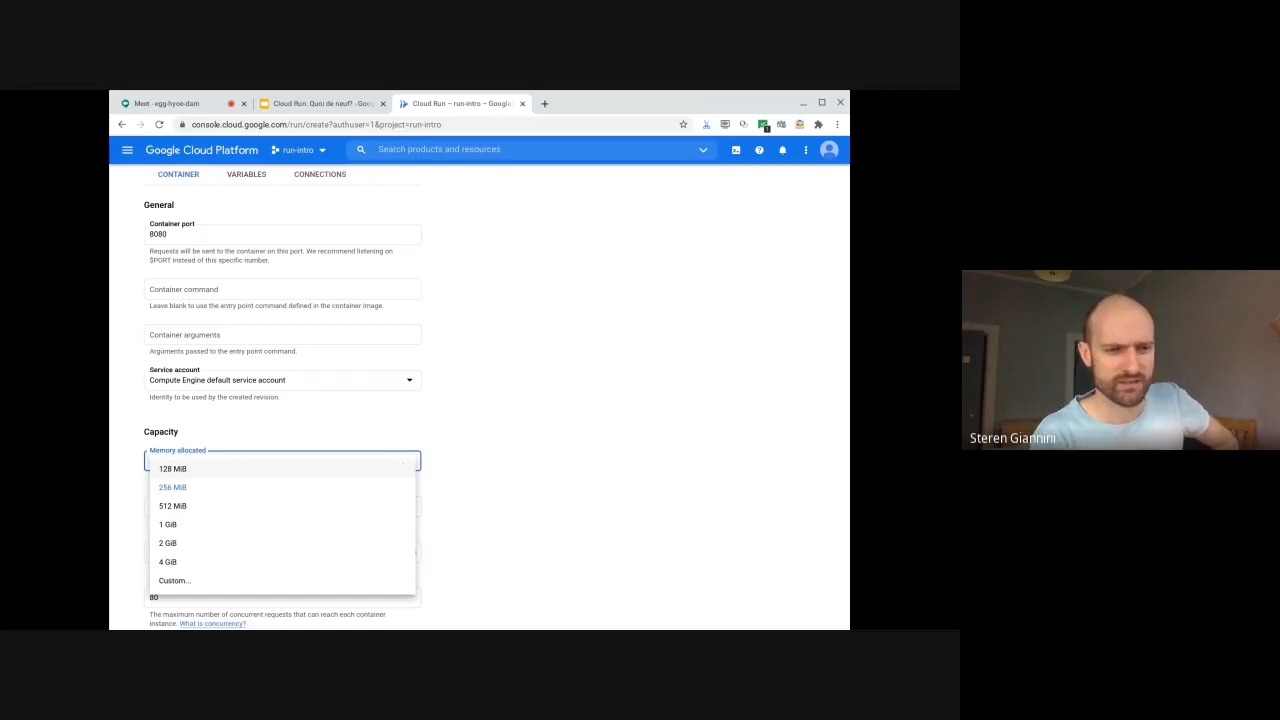 Meet - egg-hyoe-dam
Cloud Run: Quoi de neuf? - Goog
Cloud Run – run-intro – Google
console.cloud.google.com/run/create?authuser=1&project=run-intro
Google Cloud Platform
run-intro
Search products and resources
CONTAINER
VARIABLES
CONNECTIONS
General
Container port
8080
Requests will be sent to the container on this port. We recommend listening on
$PORT instead of this specific number.
Container command
Leave blank to use the entry point command defined in the container image.
Container arguments
Arguments passed to the entry point command.
Service account
Compute Engine default service account
Identity to be used by the created revision.
Capacity
Memory allocated
128 MiB
256 MiB
512 MiB
1 GiB
2 GiB
4 GiB
Custom...
80
The maximum number of concurrent requests that can reach each container
instance. What is concurrency?
Steren Giannini